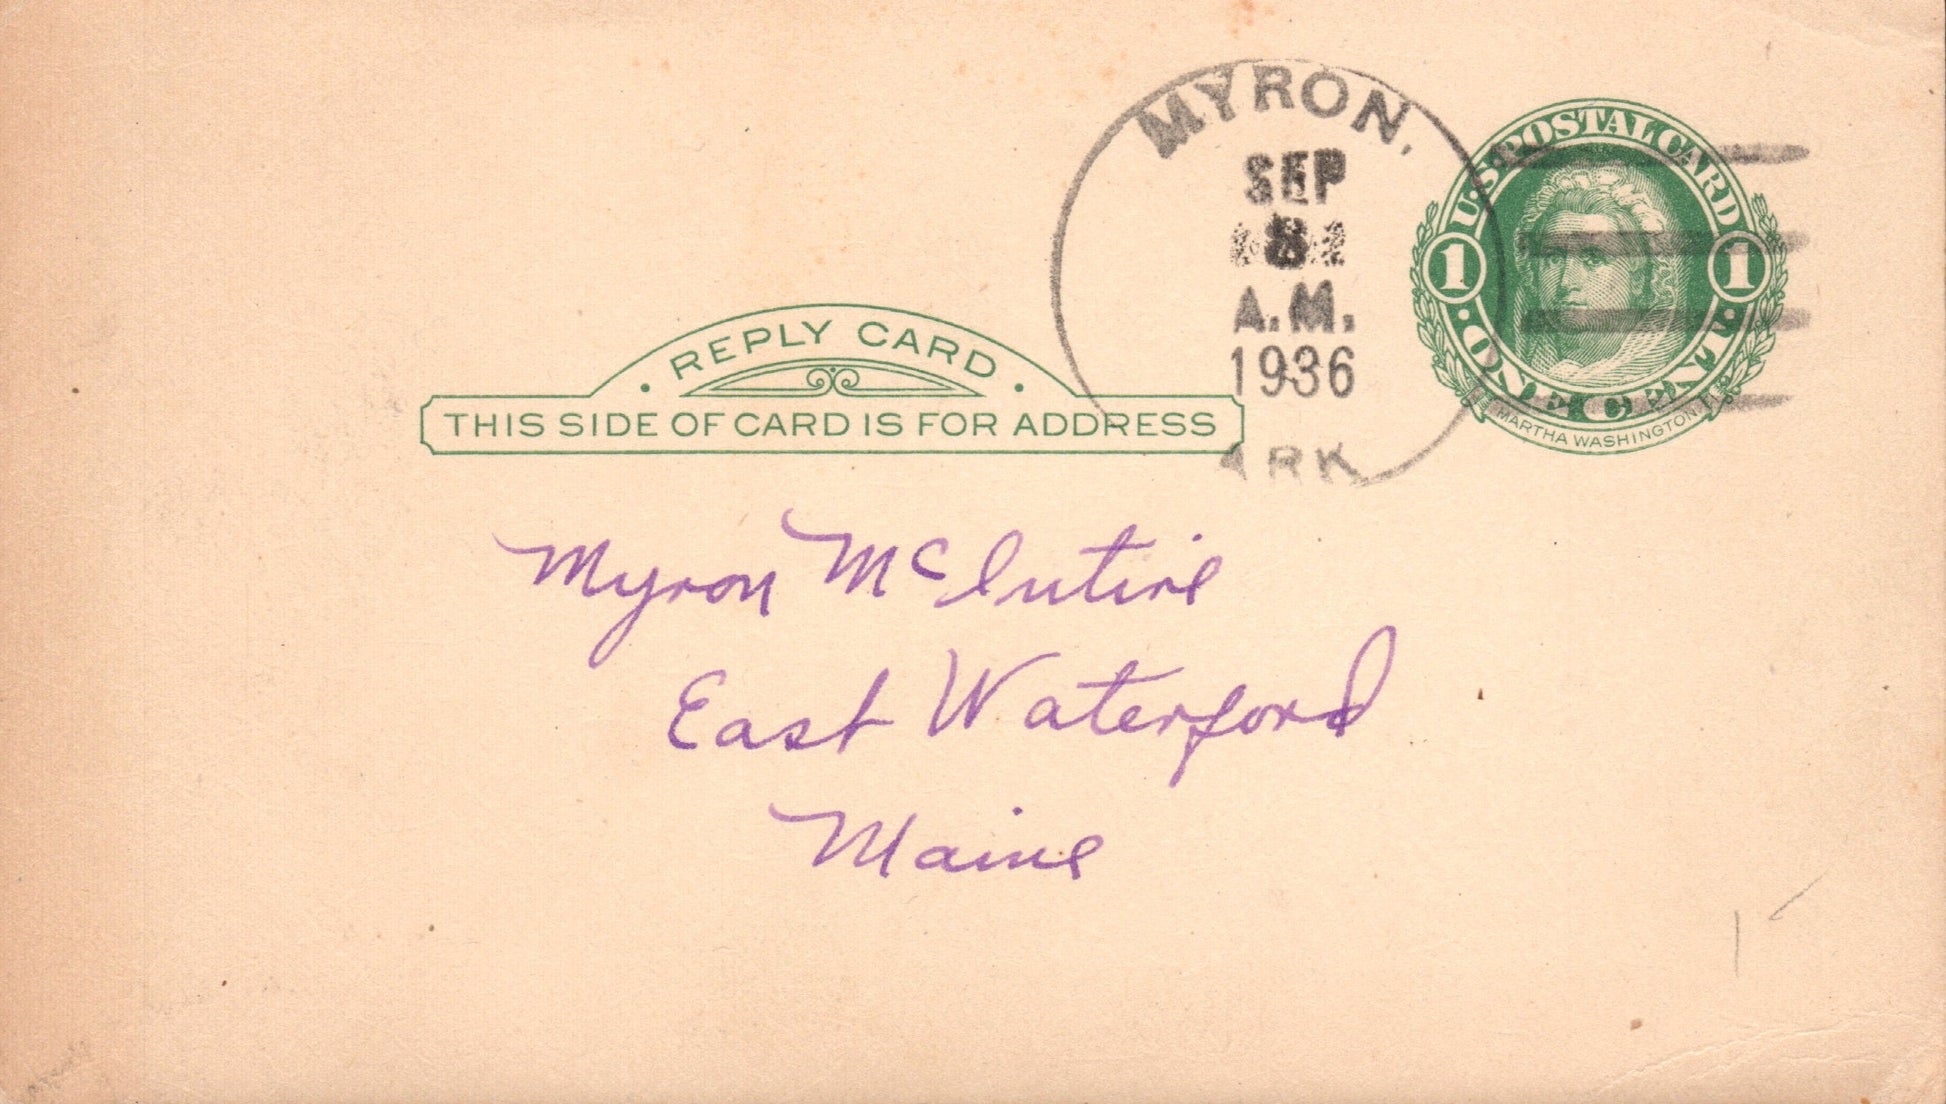 MYRON,
SEP
8
A.M.
1936
ARK
U.S. POSTAL CARD
1 1
ONE CENT
MARTHA WASHINGTON
REPLY CARD
THIS SIDE OF CARD IS FOR ADDRESS
Myron McIntire
East Waterford
Maine